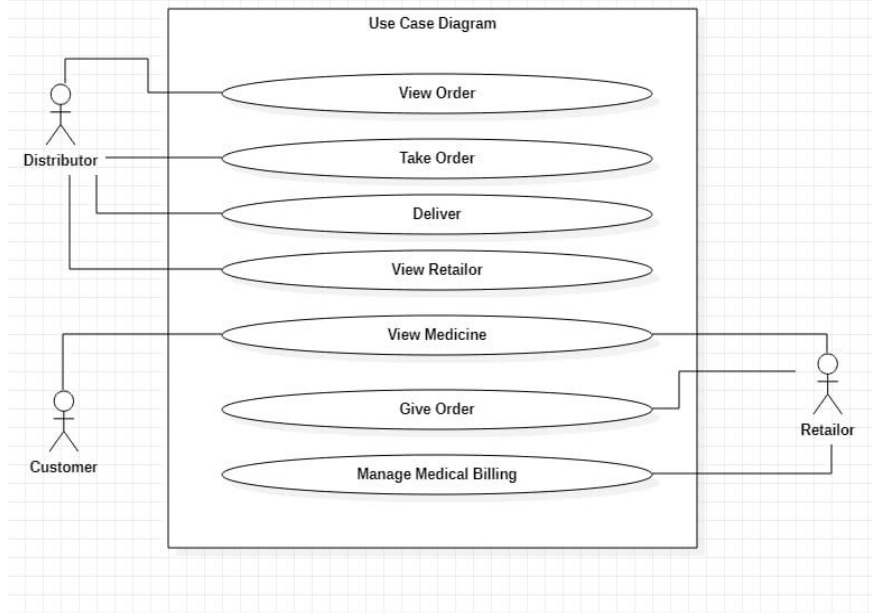 Use Case Diagram
View Order
Distributor
Take Order
Deliver
View Retailor
View Medicine
Give Order
Retailor
Customer
Manage Medical Billing